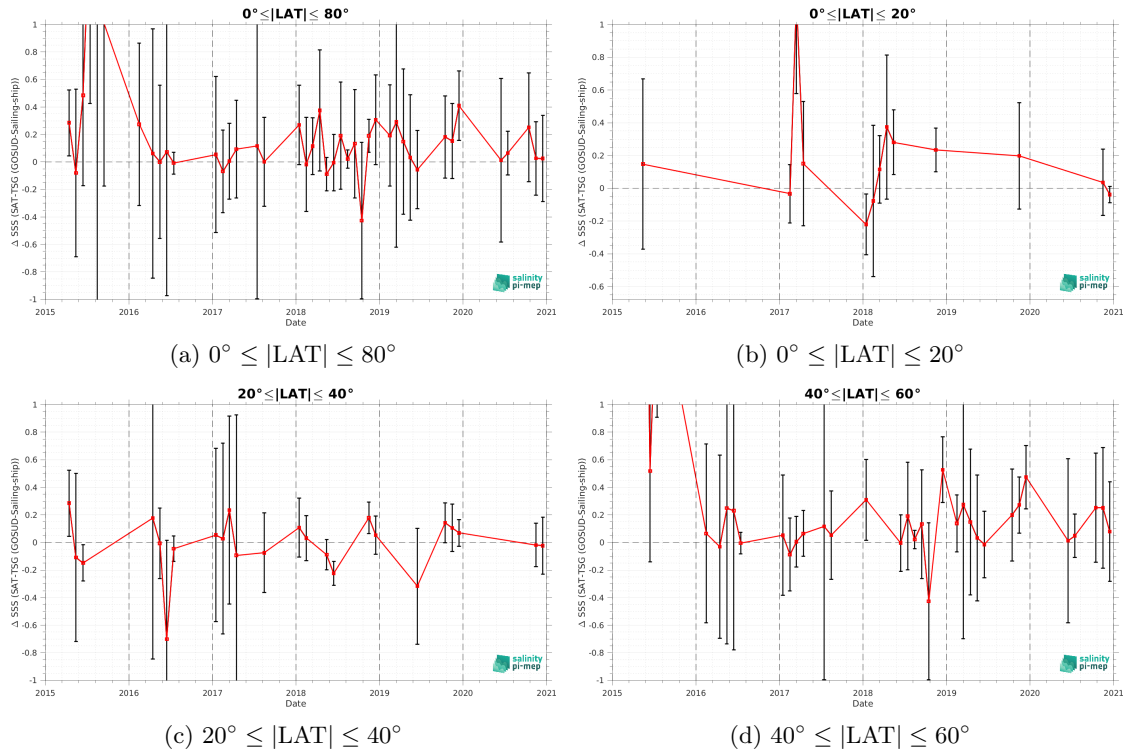 0°≤|LAT|≤ 80°
Δ SSS (SAT-TSG (GOSUD-Sailing-ship))
1
0.8
0.6
0.4
0.2
0
-0.2
-0.4
-0.6
-0.8
-1
2015 2016 2017 2018 2019 2020 2021
Date
salinity
pi-mep
(a) 0° ≤ |LAT| ≤ 80°
0°≤|LAT|≤ 20°
Δ SSS (SAT-TSG (GOSUD-Sailing-ship))
1
0.8
0.6
0.4
0.2
0
-0.2
-0.4
-0.6
2015 2016 2017 2018 2019 2020 2021
Date
salinity
pi-mep
(b) 0° ≤ |LAT| ≤ 20°
20°≤|LAT|≤ 40°
Δ SSS (SAT-TSG (GOSUD-Sailing-ship))
1
0.8
0.6
0.4
0.2
0
-0.2
-0.4
-0.6
-0.8
-1
2015 2016 2017 2018 2019 2020 2021
Date
salinity
pi-mep
(c) 20° ≤ |LAT| ≤ 40°
40°≤|LAT|≤ 60°
Δ SSS (SAT-TSG (GOSUD-Sailing-ship))
1
0.8
0.6
0.4
0.2
0
-0.2
-0.4
-0.6
-0.8
-1
2015 2016 2017 2018 2019 2020 2021
Date
salinity
pi-mep
(d) 40° ≤ |LAT| ≤ 60°